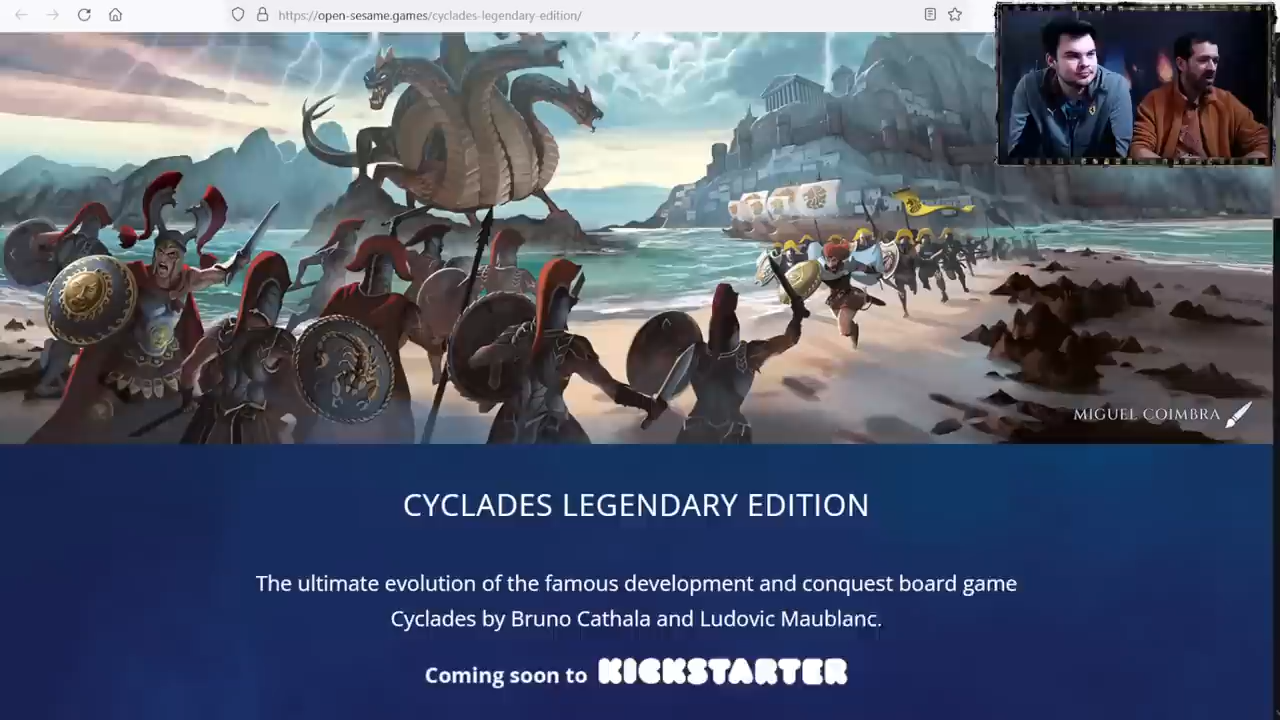 https://open-sesame.games/cyclades-legendary-edition/
MIGUEL COIMBRA
CYCLADES LEGENDARY EDITION
The ultimate evolution of the famous development and conquest board game
Cyclades by Bruno Cathala and Ludovic Maublanc.
Coming soon to KICKSTARTER